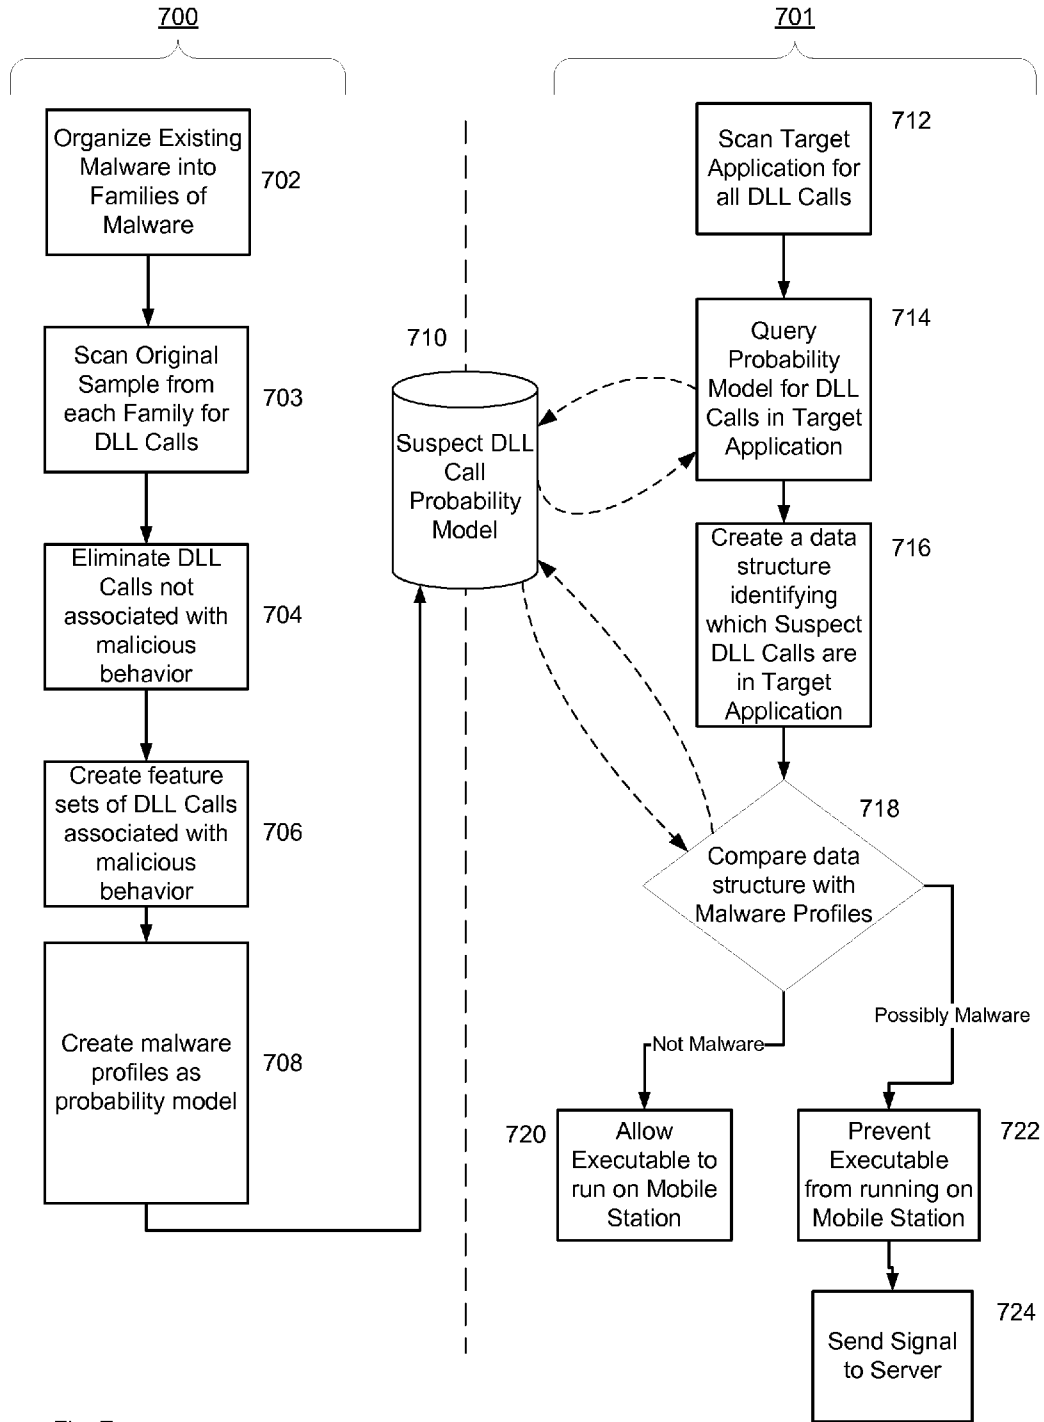 700
701
Organize Existing
Malware into
Families of
Malware
702
Scan Original
Sample from
each Family for
DLL Calls
703
Eliminate DLL
Calls not
associated with
malicious
behavior
704
Create feature
sets of DLL Calls
associated with
malicious
behavior
706
Create malware
profiles as
probability model
708
710
Suspect DLL
Call
Probability
Model
Scan Target
Application for
all DLL Calls
712
Query
Probability
Model for DLL
Calls in Target
Application
714
Create a data
structure
identifying
which Suspect
DLL Calls are
in Target
Application
716
718
Compare data
structure with
Malware Profiles
Not Malware
Possibly Malware
720
Allow
Executable to
run on Mobile
Station
Prevent
Executable
from running on
Mobile Station
722
Send Signal
to Server
724